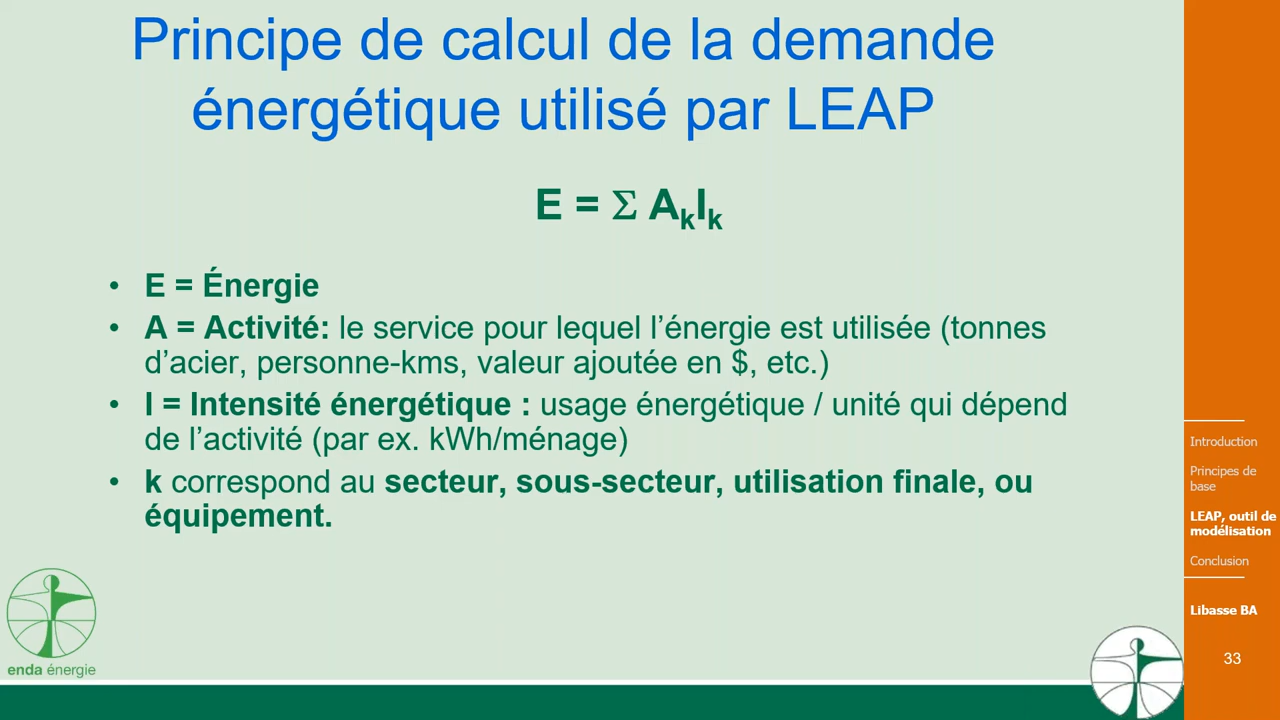 Principe de calcul de la demande
énergétique utilisé par LEAP
E = Σ AₖIₖ
• E = Énergie
• A = Activité: le service pour lequel l’énergie est utilisée (tonnes
d’acier, personne-kms, valeur ajoutée en $, etc.)
• I = Intensité énergétique : usage énergétique / unité qui dépend
de l’activité (par ex. kWh/ménage)
• k correspond au secteur, sous-secteur, utilisation finale, ou
équipement.
enda énergie
Introduction
Principes de
base
LEAP, outil de
modélisation
Conclusion
Libasse BA
33